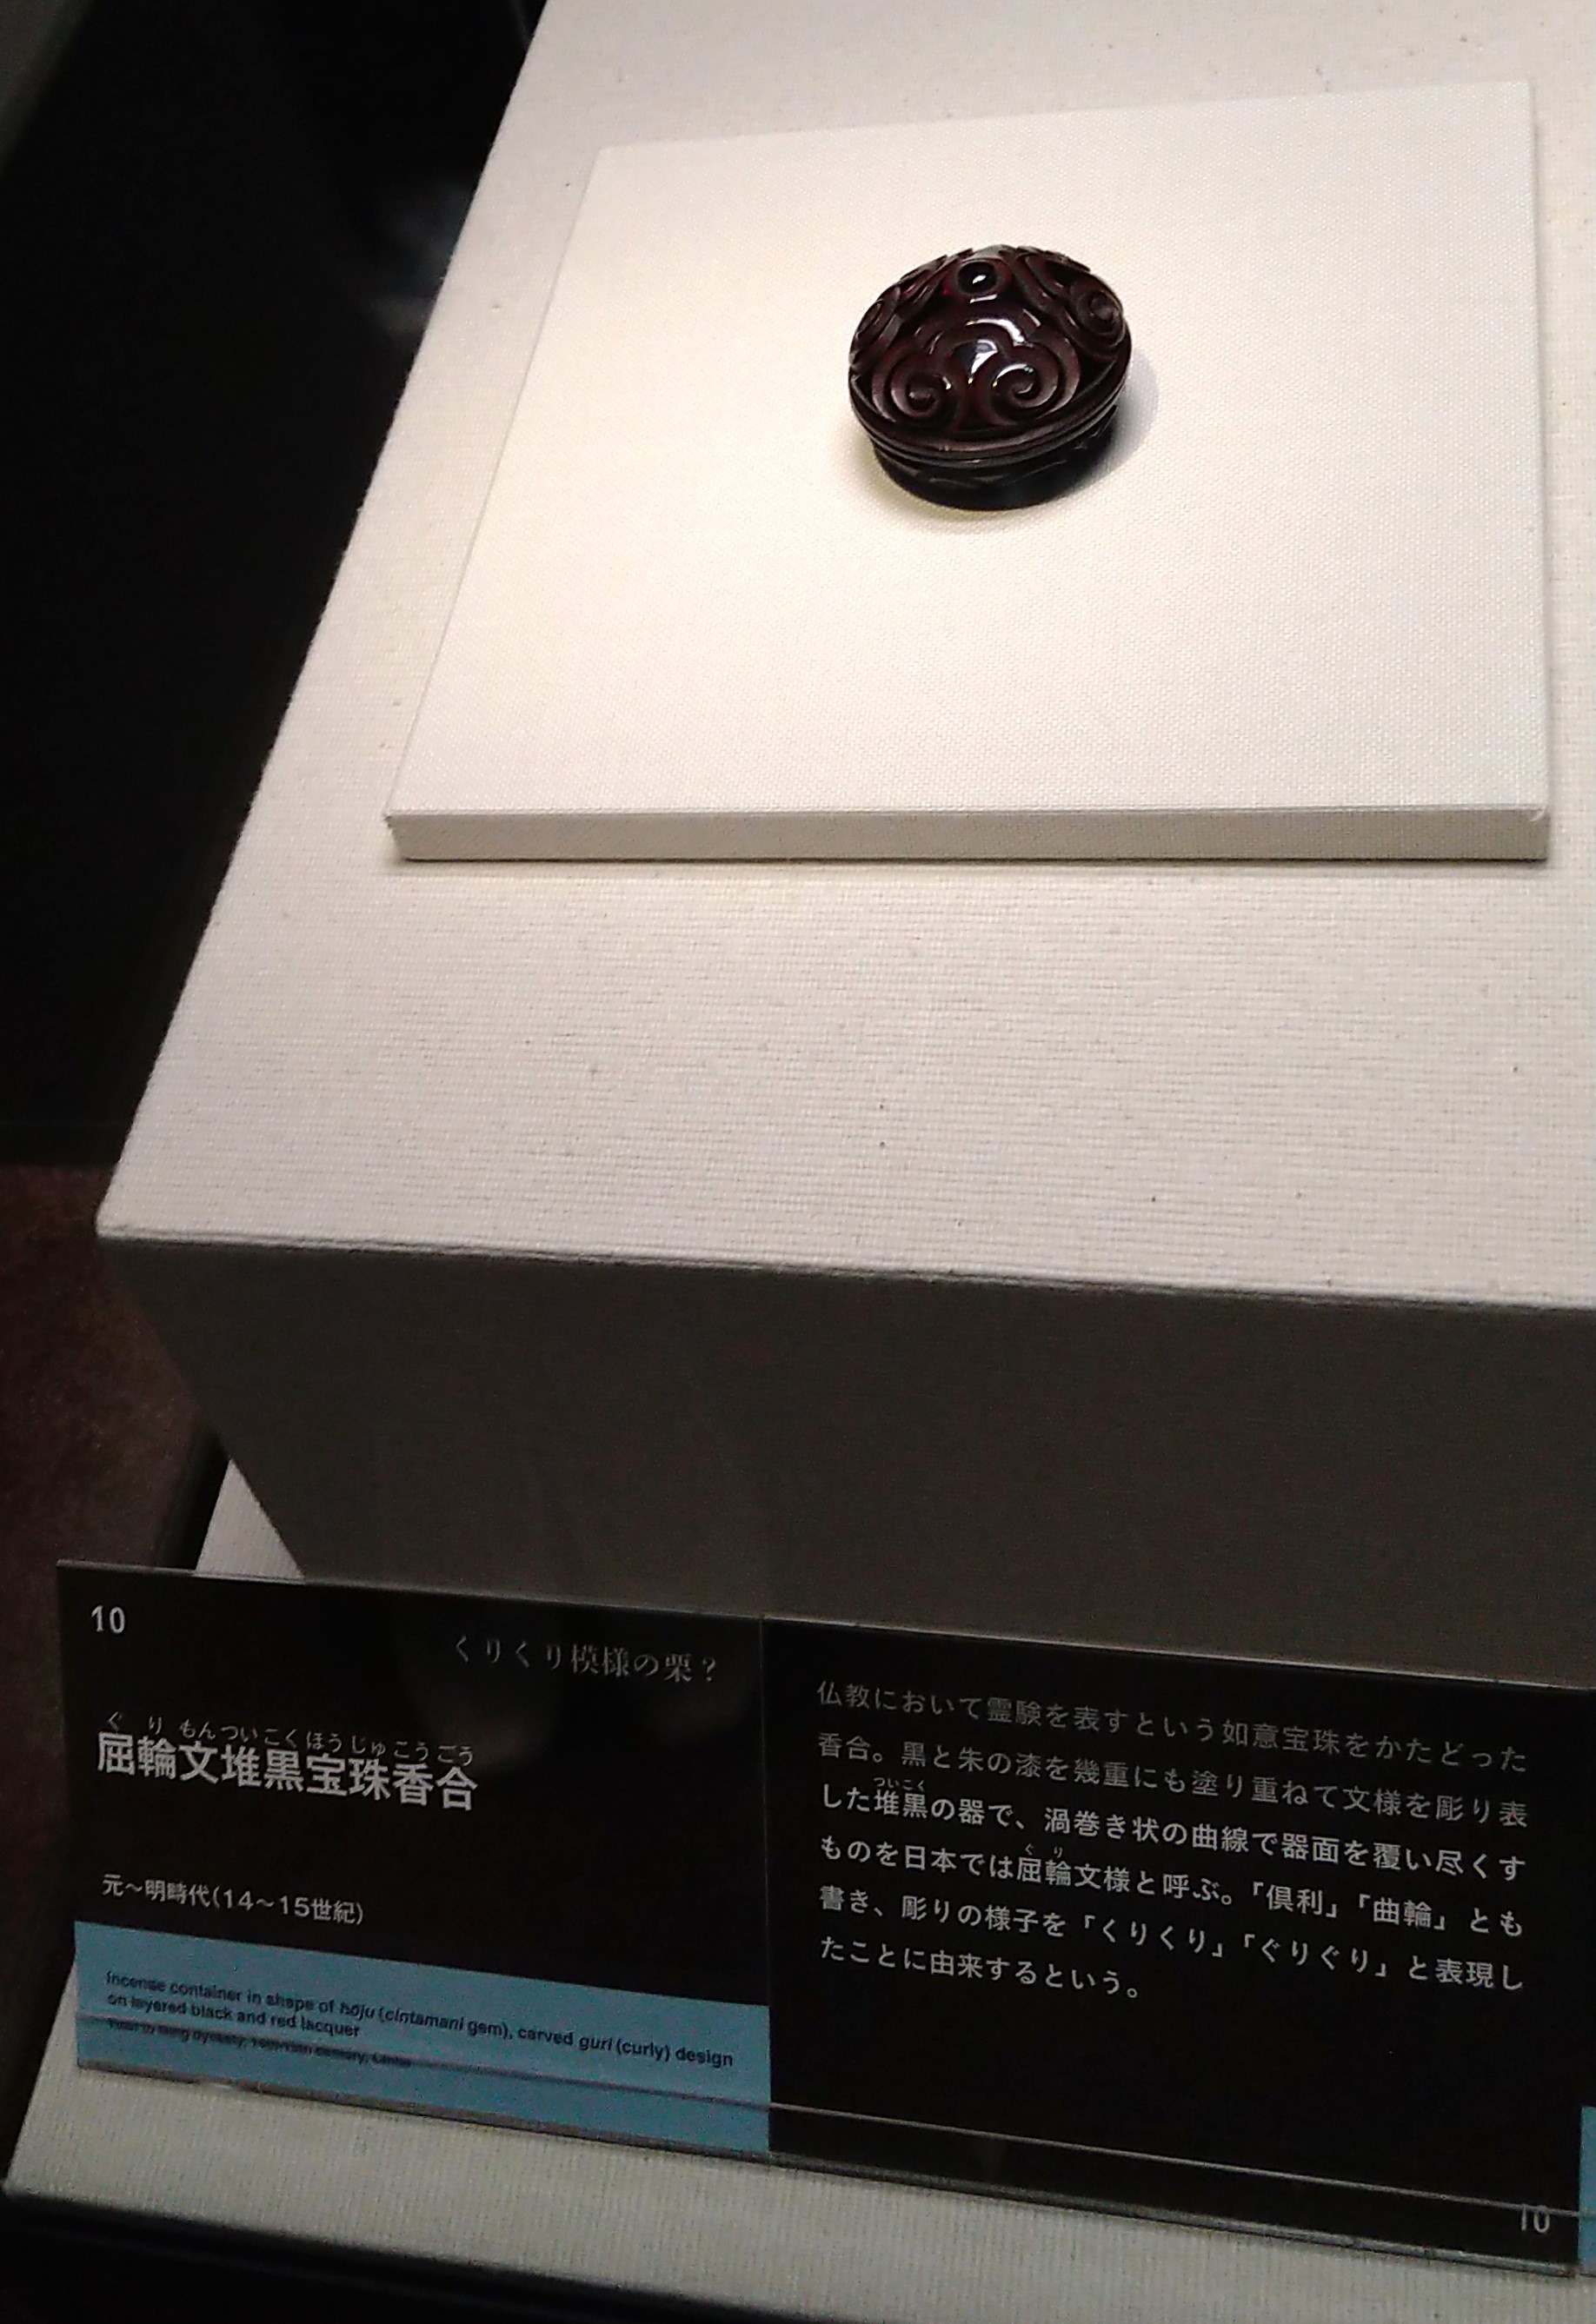 10
くりくり模様の栗？
ぐ り もんついこくほうじゅこうごう
屈輪文堆黒宝珠香合
元～明時代(14～15世紀)
Incense container in shape of hōju (cintamani gem), carved guri (curly) design
on layered black and red lacquer
Yuan to Ming dynasty, 14th-15th century,
仏教において霊験を表すという如意宝珠をかたどった
香合。黒と朱の漆を幾重にも塗り重ねて文様を彫り表
ついこく
した堆黒の器で、渦巻き状の曲線で器面を覆い尽くす
ぐ り
ものを日本では屈輪文様と呼ぶ。「倶利」「曲輪」とも
書き、彫りの様子を「くりくり」「ぐりぐり」と表現し
たことに由来するという。
10